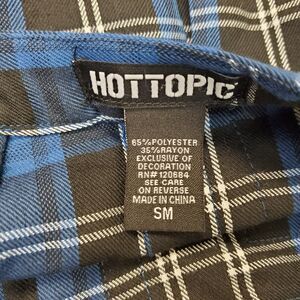 HOTTOPIC
65%POLYESTER
35%RAYON
EXCLUSIVE OF
DECORATION
RN#120684
SEE CARE
ON REVERSE
MADE IN CHINA
SM